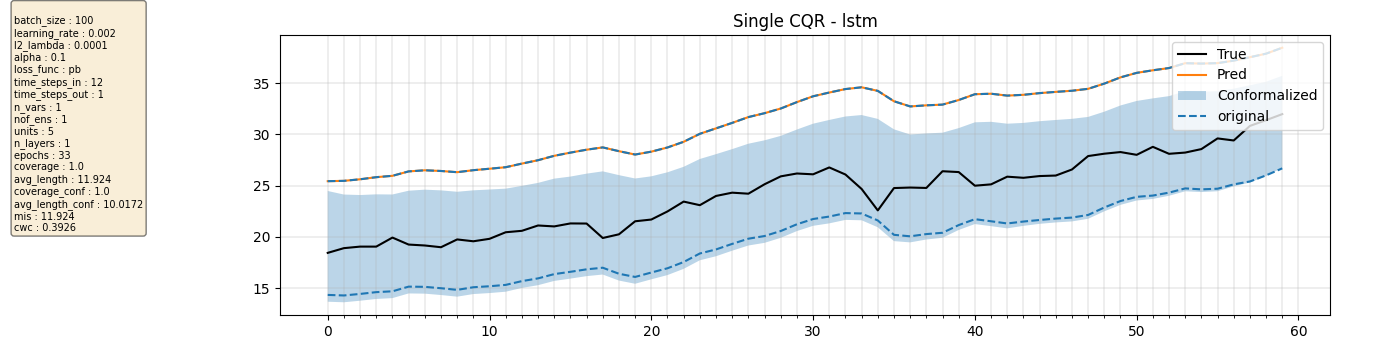 batch_size : 100
learning_rate : 0.002
l2_lambda : 0.0001
alpha : 0.1
loss_func : pb
time_steps_in : 12
time_steps_out : 1
n_vars : 1
nof_ens : 1
units : 5
n_layers : 1
epochs : 33
coverage : 1.0
avg_length : 11.924
coverage_conf : 1.0
avg_length_conf : 10.0172
mis : 11.924
cwc : 0.3926
Single CQR - lstm
True
Pred
Conformalized
original
35
30
25
20
15
0 10 20 30 40 50 60